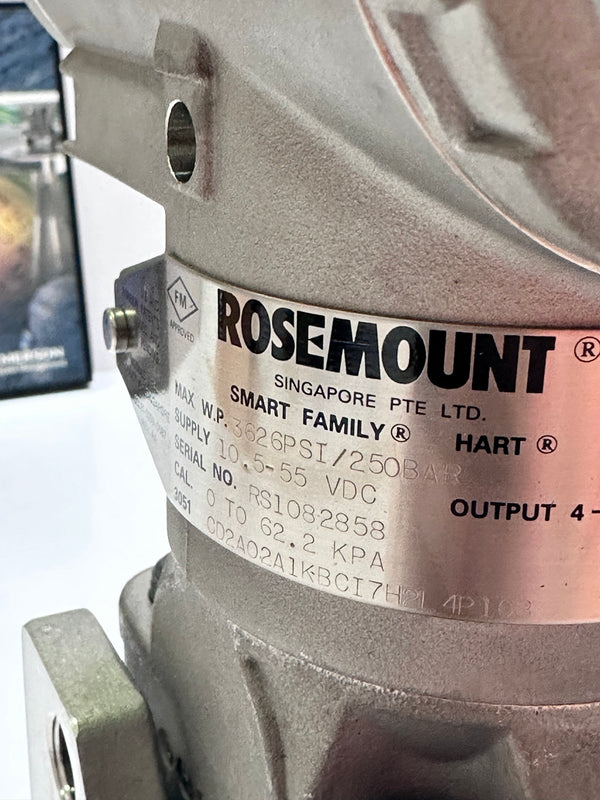 FM
APPROVED
ROSEMOUNT ®
SINGAPORE PTE LTD.
SMART FAMILY ® HART ®
MAX W.P. 3626PSI/250BAR
SUPPLY 10.5-55 VDC
OUTPUT 4-
SERIAL NO. RS1082858
CAL. 0 TO 62.2 KPA
3051
EMERSON